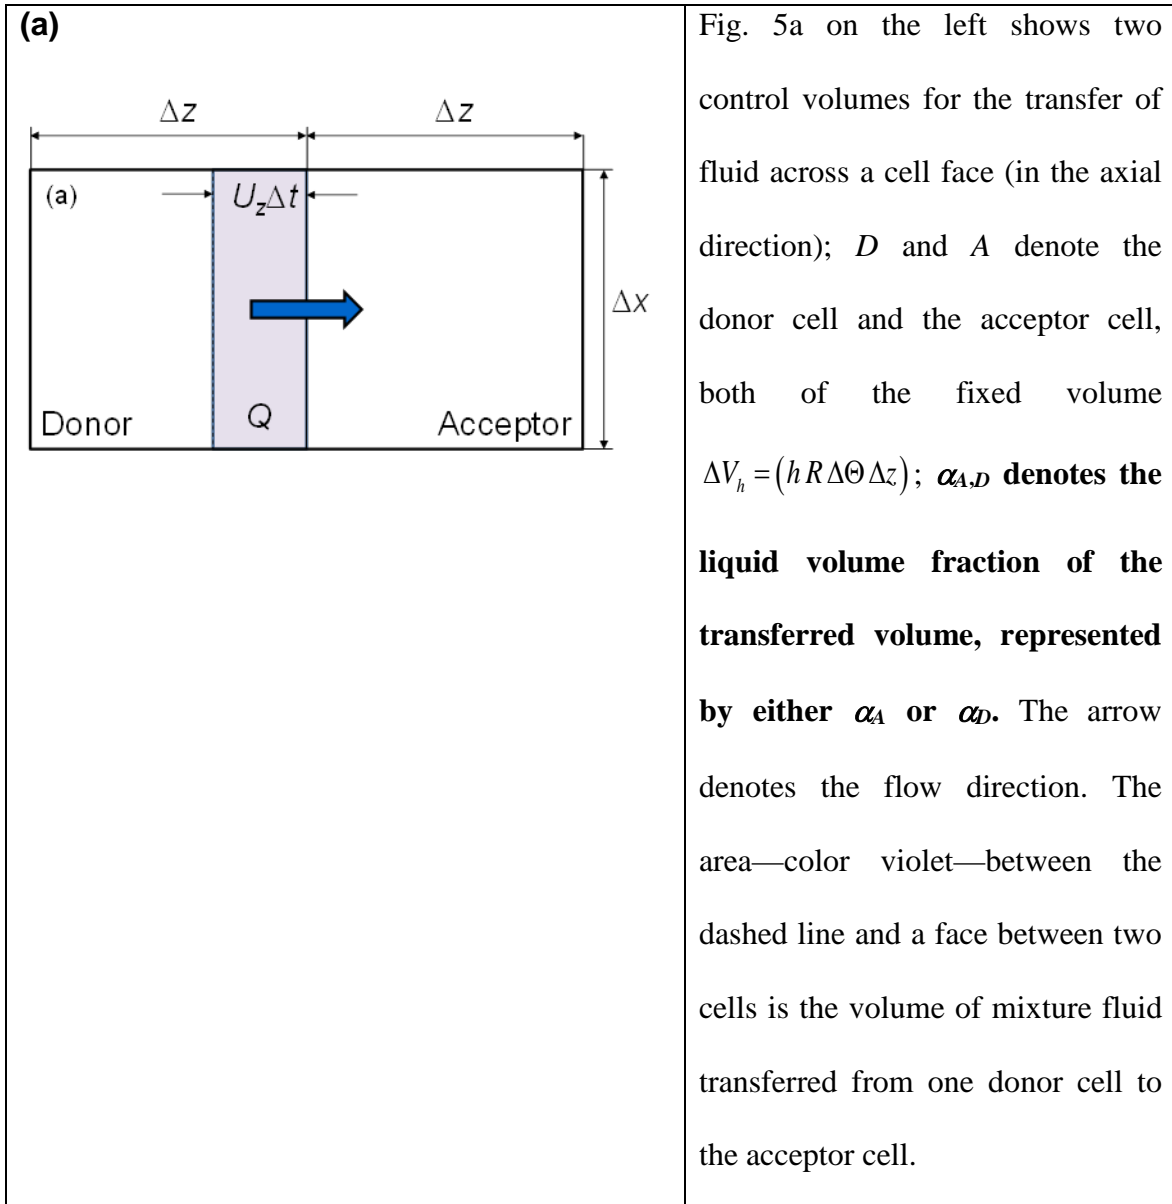 (a)
Δz Δz
(a)
U_zΔt
Δx
Q
Donor Acceptor
Fig. 5a on the left shows two
control volumes for the transfer of
fluid across a cell face (in the axial
direction); D and A denote the
donor cell and the acceptor cell,
both of the fixed volume
ΔV_h = (h R ΔΘ Δz); α_A,D denotes the
liquid volume fraction of the
transferred volume, represented
by either α_A or α_D. The arrow
denotes the flow direction. The
area—color violet—between the
dashed line and a face between two
cells is the volume of mixture fluid
transferred from one donor cell to
the acceptor cell.